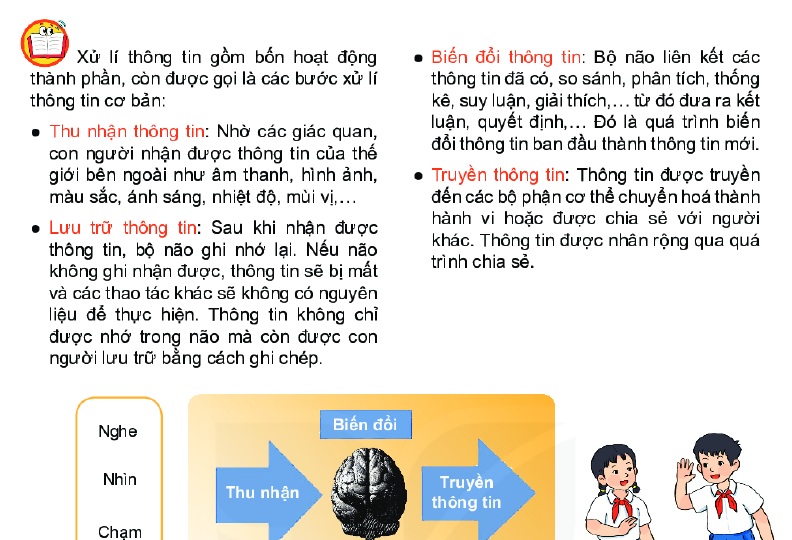 Xử lí thông tin gồm bốn hoạt động
thành phần, còn được gọi là các bước xử lí
thông tin cơ bản:
• Thu nhận thông tin: Nhờ các giác quan,
con người nhận được thông tin của thế
giới bên ngoài như âm thanh, hình ảnh,
màu sắc, ánh sáng, nhiệt độ, mùi vị,…
• Lưu trữ thông tin: Sau khi nhận được
thông tin, bộ não ghi nhớ lại. Nếu não
không ghi nhận được, thông tin sẽ bị mất
và các thao tác khác sẽ không có nguyên
liệu để thực hiện. Thông tin không chỉ
được nhớ trong não mà còn được con
người lưu trữ bằng cách ghi chép.
• Biến đổi thông tin: Bộ não liên kết các
thông tin đã có, so sánh, phân tích, thống
kê, suy luận, giải thích,… từ đó đưa ra kết
luận, quyết định,… Đó là quá trình biến
đổi thông tin ban đầu thành thông tin mới.
• Truyền thông tin: Thông tin được truyền
đến các bộ phận cơ thể chuyển hoá thành
hành vi hoặc được chia sẻ với người
khác. Thông tin được nhân rộng qua quá
trình chia sẻ.
Nghe
Nhìn
Chạm
Biến đổi
Thu nhận
Truyền
thông tin